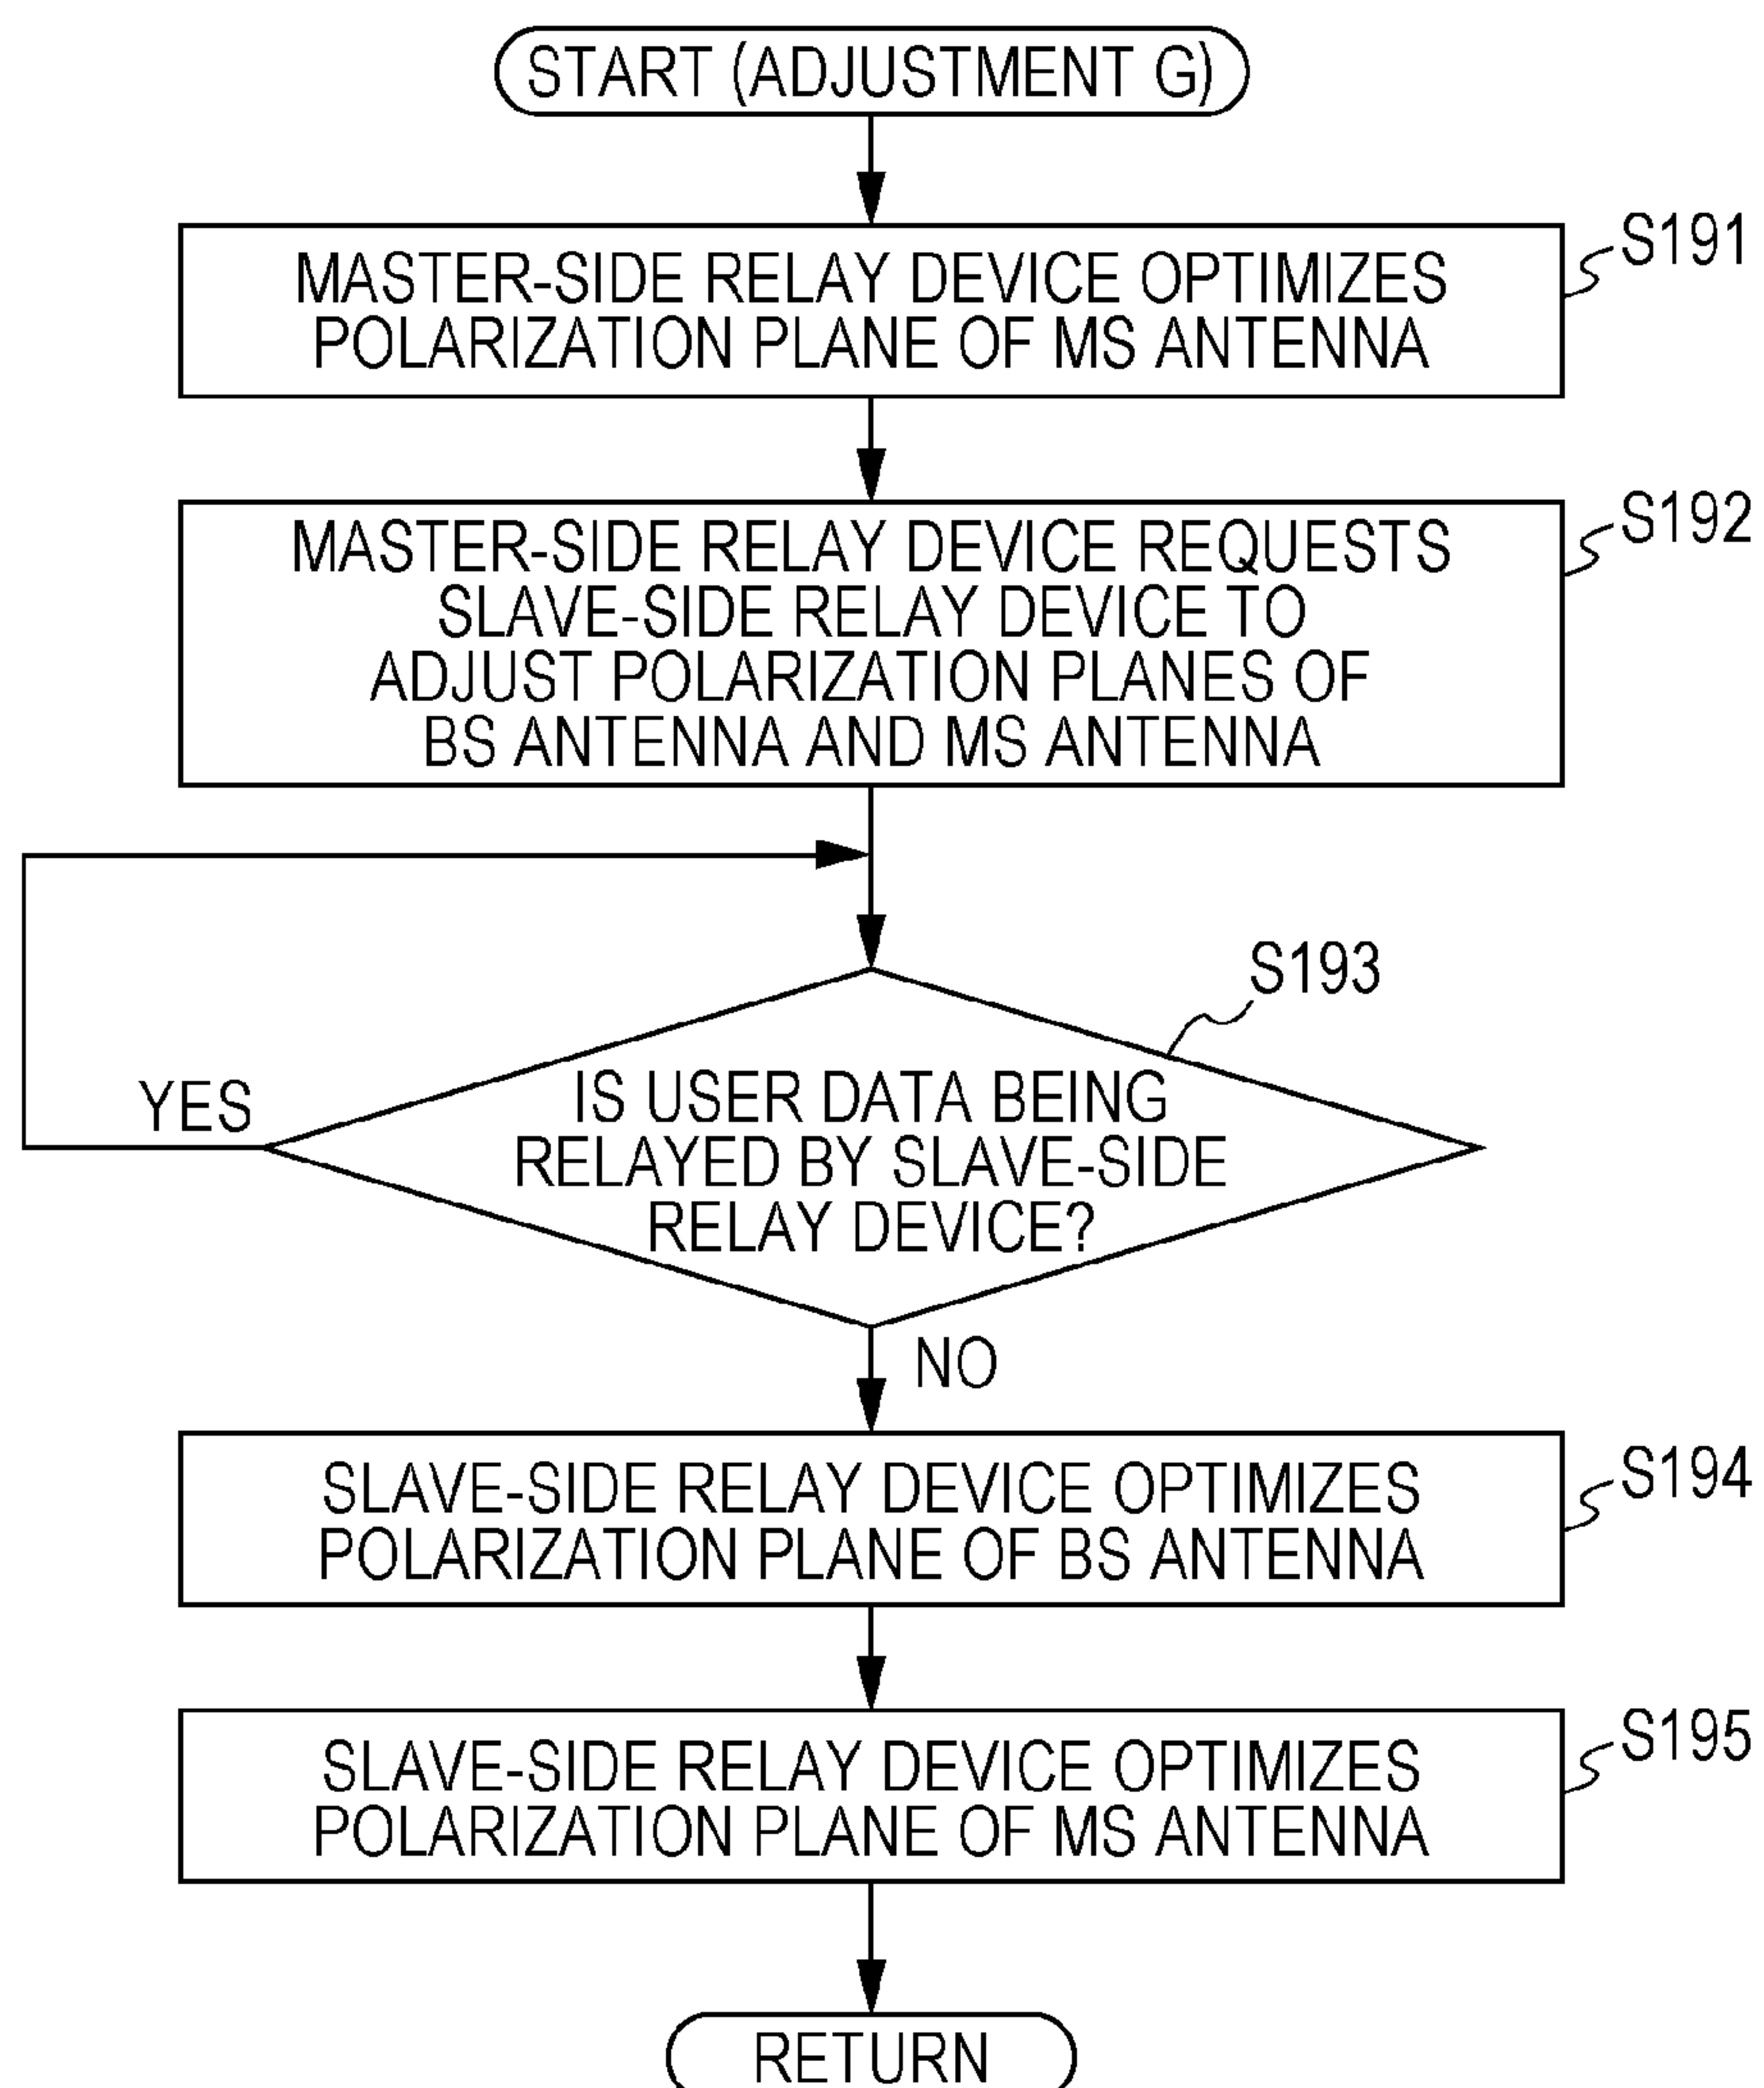 START (ADJUSTMENT G)
S191
MASTER-SIDE RELAY DEVICE OPTIMIZES
POLARIZATION PLANE OF MS ANTENNA
S192
MASTER-SIDE RELAY DEVICE REQUESTS
SLAVE-SIDE RELAY DEVICE TO
ADJUST POLARIZATION PLANES OF
BS ANTENNA AND MS ANTENNA
S193
YES
IS USER DATA BEING
RELAYED BY SLAVE-SIDE
RELAY DEVICE?
NO
S194
SLAVE-SIDE RELAY DEVICE OPTIMIZES
POLARIZATION PLANE OF BS ANTENNA
S195
SLAVE-SIDE RELAY DEVICE OPTIMIZES
POLARIZATION PLANE OF MS ANTENNA
RETURN